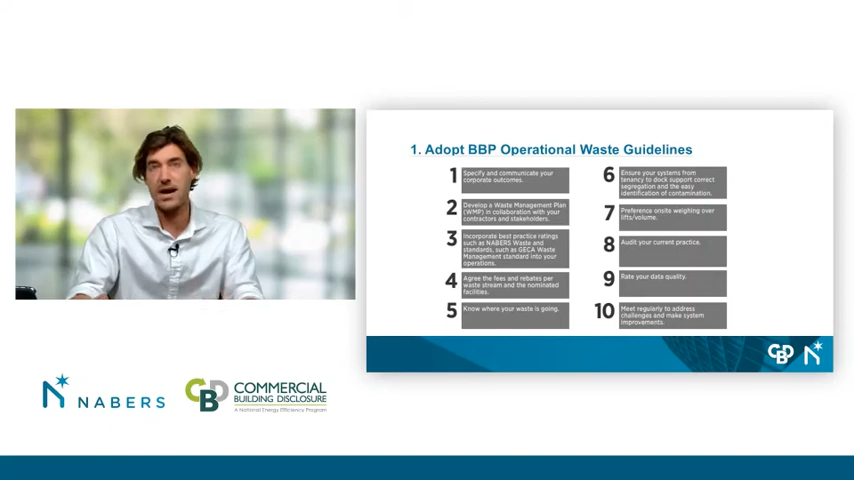 1. Adopt BBP Operational Waste Guidelines
1
Specify and communicate your
corporate outcomes.
2
Develop a Waste Management Plan
(WMP) in collaboration with your
contractors and stakeholders.
3
Incorporate best practice ratings
such as NABERS Waste and
standards, such as GECA Waste
Management standard into your
operations.
4
Agree the fees and rebates per
waste stream and the nominated
facilities.
5
Know where your waste is going.
6
Ensure your systems from
tenancy to dock support correct
segregation and the easy
identification of contamination.
7
Preference onsite weighing over
lifts/volume.
8
Audit your current practice.
9
Rate your data quality.
10
Meet regularly to address
challenges and make system
improvements.
CBD N
N NABERS
CBD
COMMERCIAL
BUILDING DISCLOSURE
A National Energy Efficiency Program